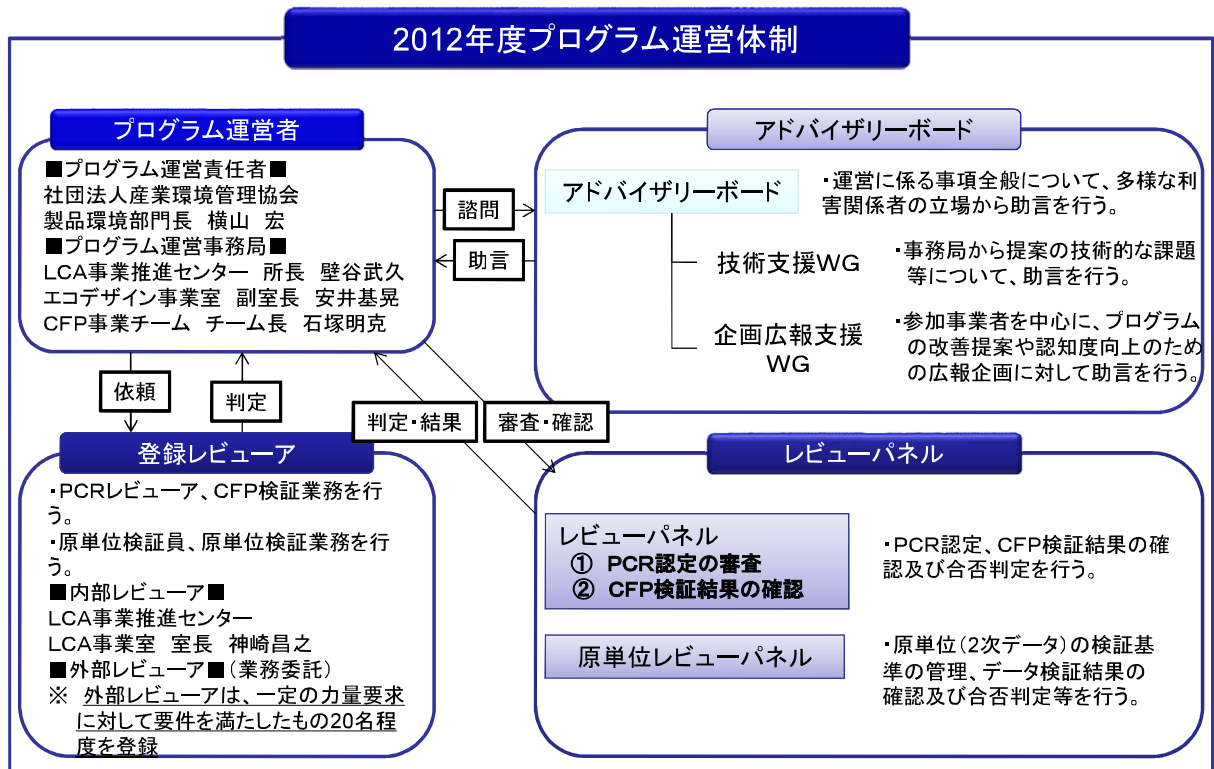 2012年度プログラム運営体制
プログラム運営者
■プログラム運営責任者■
社団法人産業環境管理協会
製品環境部門長 横山 宏
■プログラム運営事務局■
LCA事業推進センター 所長 壁谷武久
エコデザイン事業室 副室長 安井基晃
CFP事業チーム チーム長 石塚明克
諮問
助言
アドバイザリーボード
アドバイザリーボード
・運営に係る事項全般について、多様な利
害関係者の立場から助言を行う。
技術支援WG
・事務局から提案の技術的な課題
等について、助言を行う。
企画広報支援
WG
・参加事業者を中心に、プログラム
の改善提案や認知度向上のため
の広報企画に対して助言を行う。
依頼
判定
判定・結果
審査・確認
登録レビューア
・PCRレビューア、CFP検証業務を行
う。
・原単位検証員、原単位検証業務を行
う。
■内部レビューア■
LCA事業推進センター
LCA事業室 室長 神崎昌之
■外部レビューア■(業務委託)
※ 外部レビューアは、一定の力量要求
に対して要件を満たしたもの20名程
度を登録
レビューパネル
レビューパネル
① PCR認定の審査
② CFP検証結果の確認
・PCR認定、CFP検証結果の確
認及び合否判定を行う。
原単位レビューパネル
・原単位(2次データ)の検証基
準の管理、データ検証結果の
確認及び合否判定等を行う。